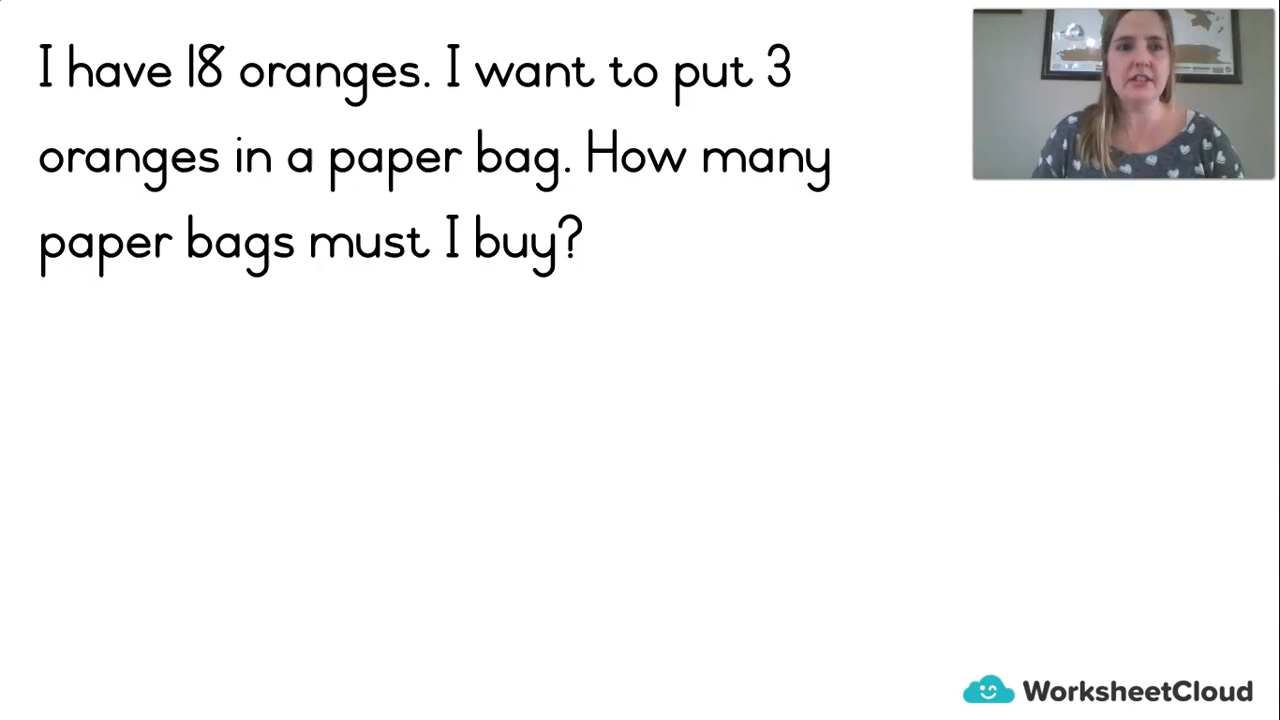 I have 18 oranges. I want to put 3
oranges in a paper bag. How many
paper bags must I buy?
WorksheetCloud